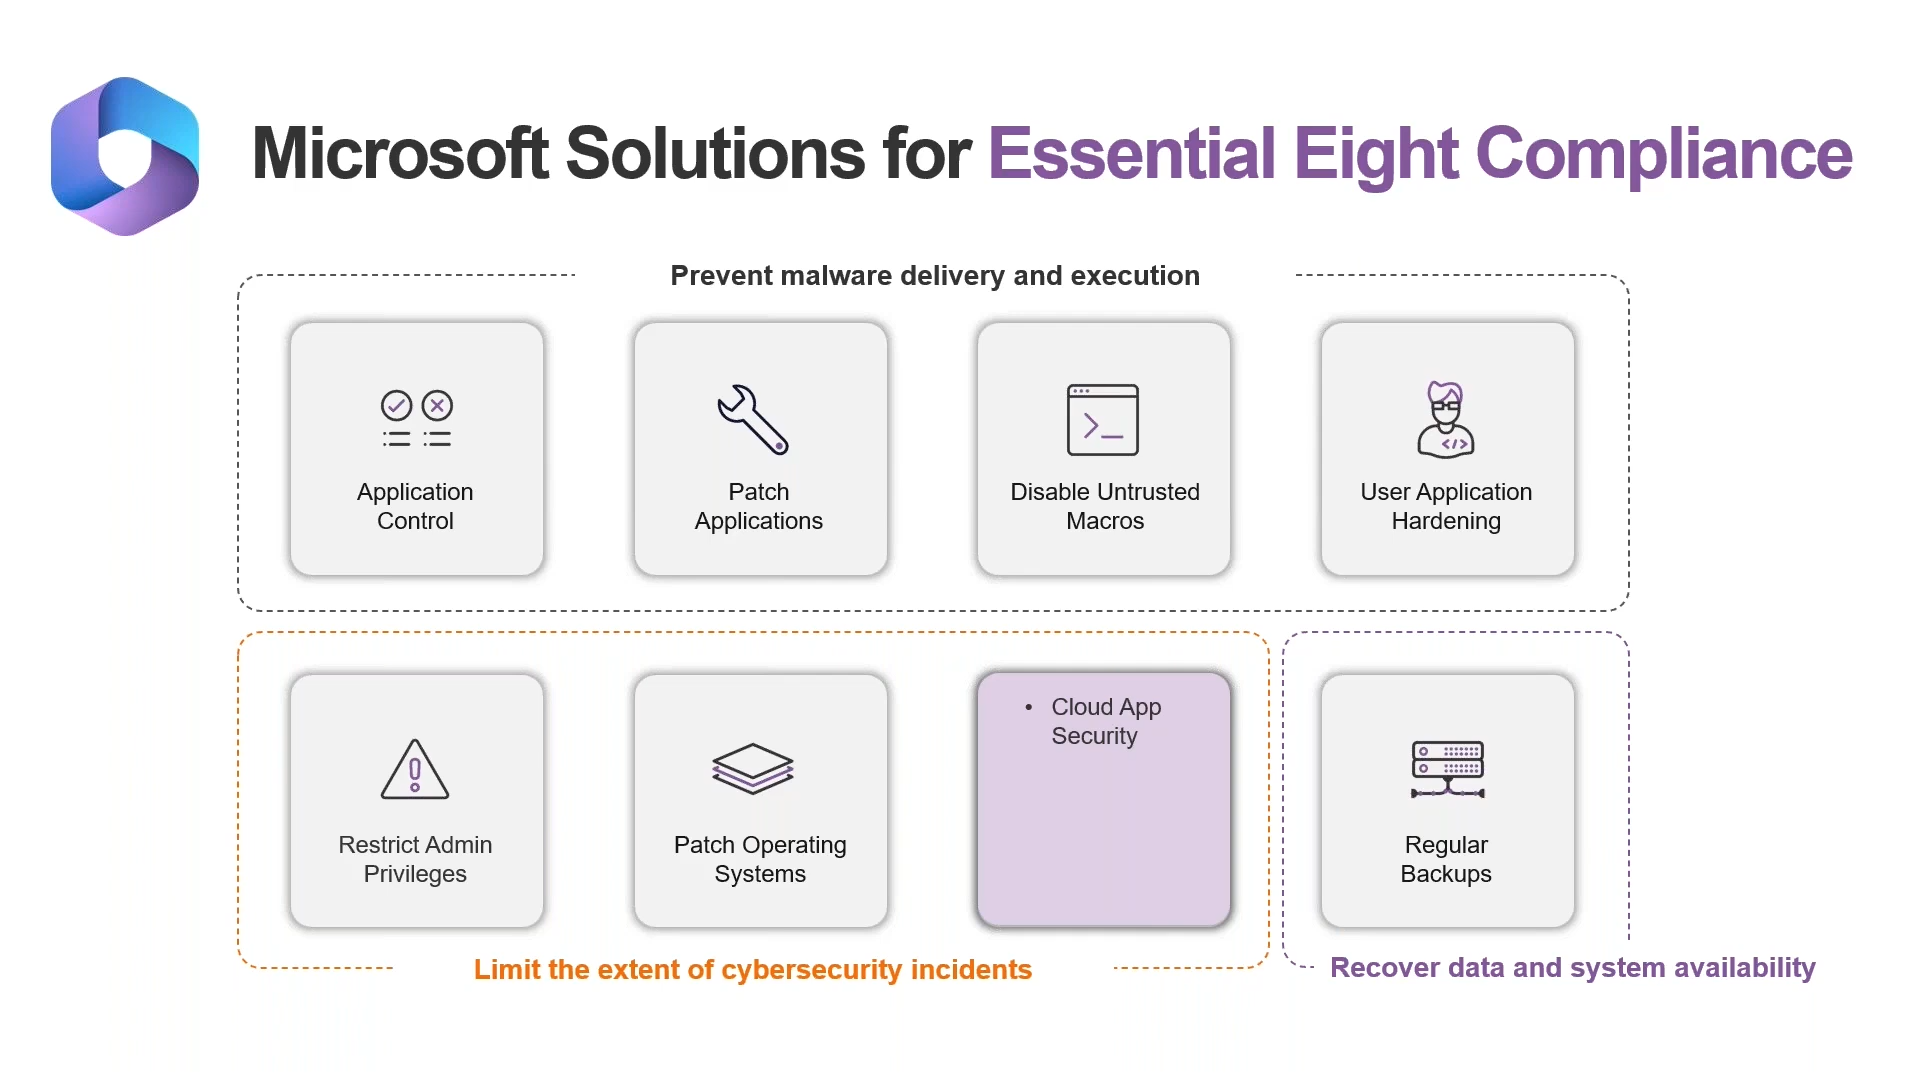 Microsoft Solutions for Essential Eight Compliance
Prevent malware delivery and execution
Application
Control
Patch
Applications
Disable Untrusted
Macros
User Application
Hardening
Restrict Admin
Privileges
Patch Operating
Systems
• Cloud App
Security
Regular
Backups
Limit the extent of cybersecurity incidents
Recover data and system availability